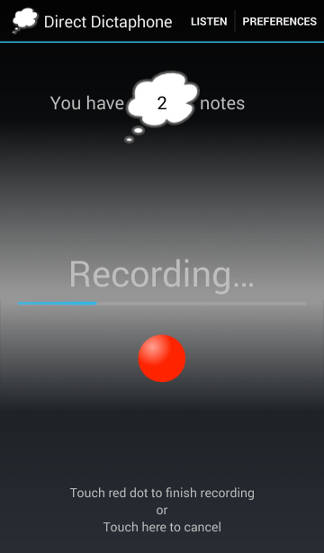 Direct Dictaphone LISTEN PREFERENCES
You have 2 notes
Recording...
Touch red dot to finish recording
or
Touch here to cancel